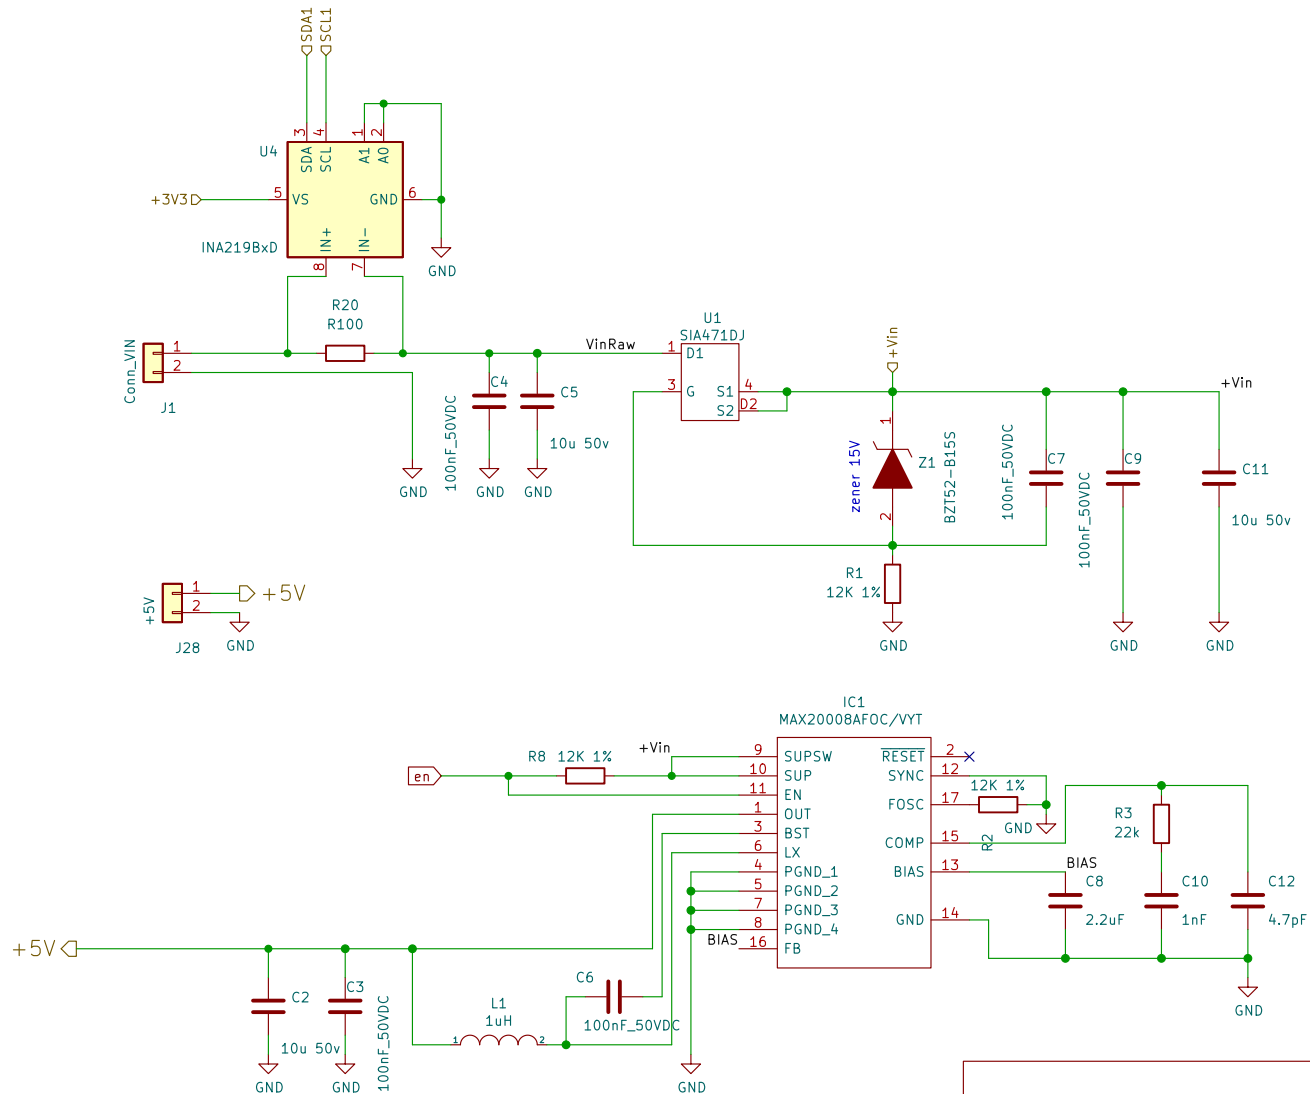 SDA1
SCL1
3
4
1
2
U4
SDA
SCL
A1
A0
+3V3
5
VS
GND
6
INA219BxD
IN+
IN-
8
7
GND
R20
R100
Conn_VIN
1
2
J1
GND
C4
100nF_50VDC
GND
C5
10u 50v
GND
VinRaw
U1
SIA471DJ
1
D1
3
G
S1
4
S2
D2
+Vin
+Vin
zener 15V
1
Z1
BZT52-B15S
2
C7
100nF_50VDC
C9
100nF_50VDC
C11
10u 50v
R1
12K 1%
GND
GND
GND
+5V
1
2
+5V
GND
J28
IC1
MAX20008AFOC/VYT
en
R8 12K 1%
+Vin
9
SUPSW
10
SUP
11
EN
1
OUT
3
BST
6
LX
4
PGND_1
5
PGND_2
7
PGND_3
8
PGND_4
BIAS
16
FB
RESET
2
SYNC
12
FOSC
17
COMP
15
BIAS
13
GND
14
12K 1%
R2
GND
BIAS
C8
2.2uF
R3
22k
C10
1nF
C12
4.7pF
GND
+5V
C2
10u 50v
GND
C3
100nF_50VDC
GND
L1
1uH
1
2
C6
100nF_50VDC
GND